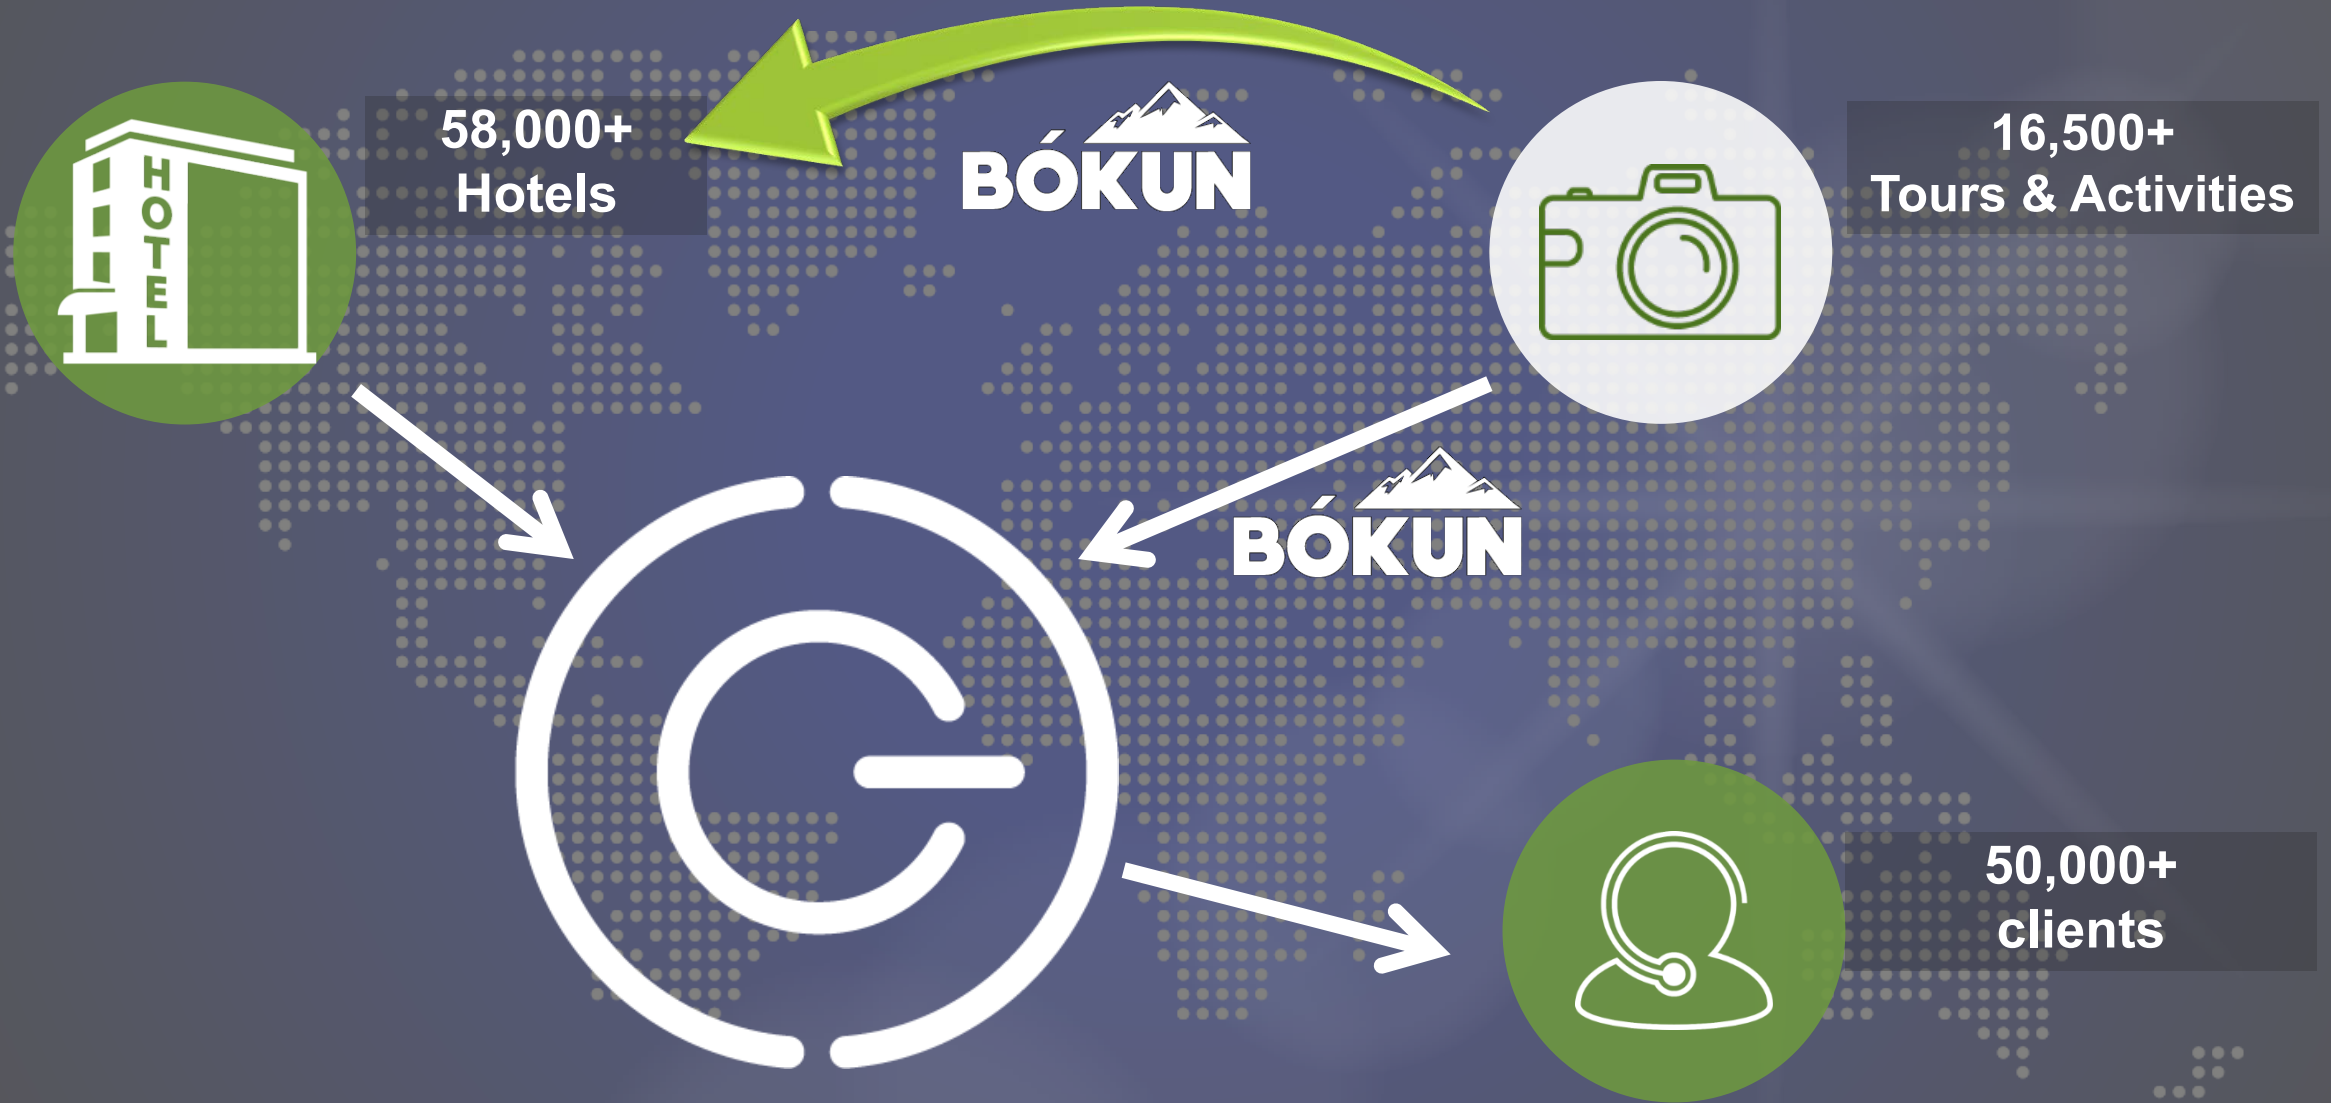 58,000+
Hotels
HOTEL
BÓKUN
16,500+
Tours & Activities
BÓKUN
50,000+
clients